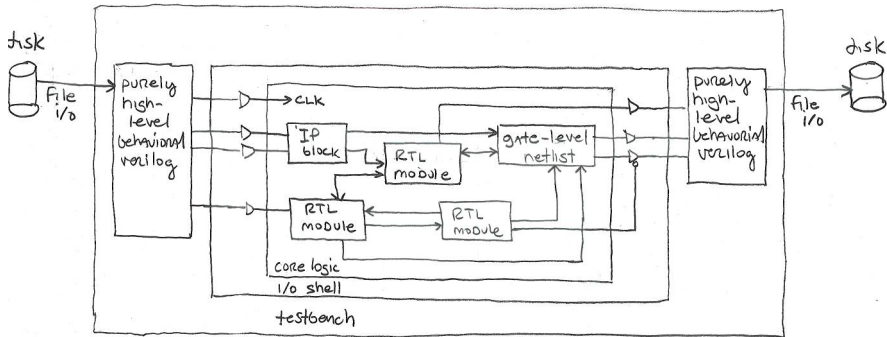 disk
file
i/o
purely
high-
level
behavioral
verilog
CLK
IP
block
RTL
module
gate-level
netlist
RTL
module
RTL
module
core logic
i/o shell
testbench
purely
high-
level
behavorial
verilog
file
i/o
disk